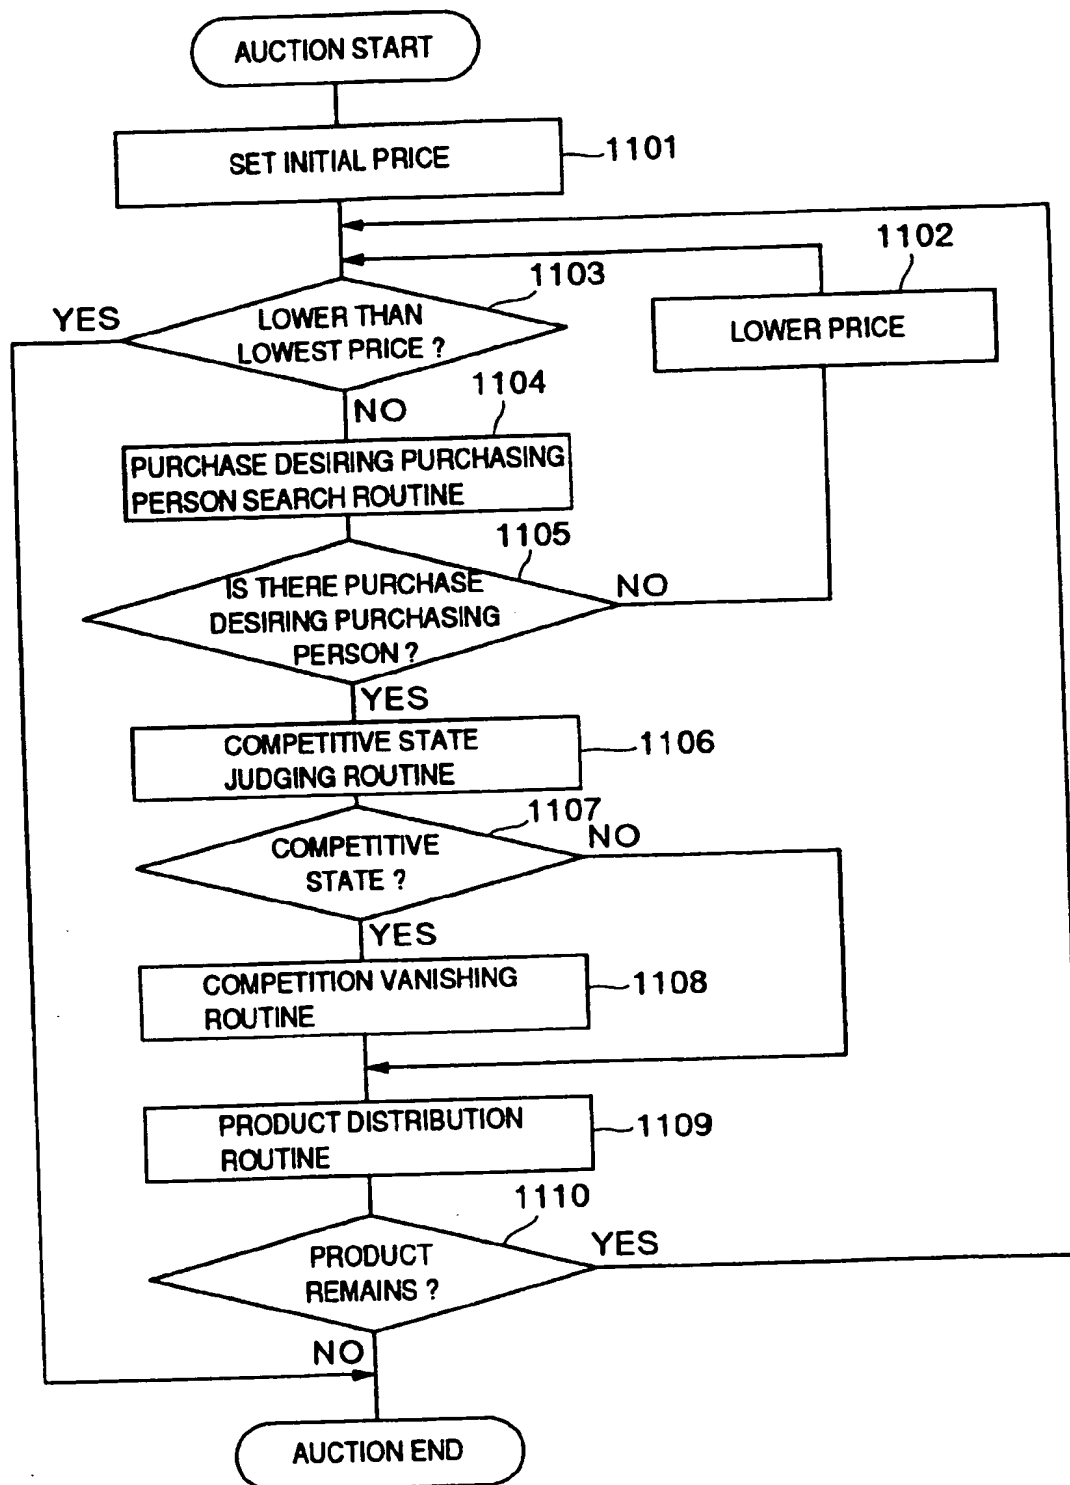 AUCTION START
SET INITIAL PRICE
1101
1102
1103
YES
LOWER THAN
LOWEST PRICE ?
LOWER PRICE
1104
NO
PURCHASE DESIRING PURCHASING
PERSON SEARCH ROUTINE
1105
IS THERE PURCHASE
DESIRING PURCHASING
PERSON ?
NO
YES
COMPETITIVE STATE
JUDGING ROUTINE
1106
1107
COMPETITIVE
STATE ?
NO
YES
COMPETITION VANISHING
ROUTINE
1108
PRODUCT DISTRIBUTION
ROUTINE
1109
1110
PRODUCT
REMAINS ?
YES
NO
AUCTION END